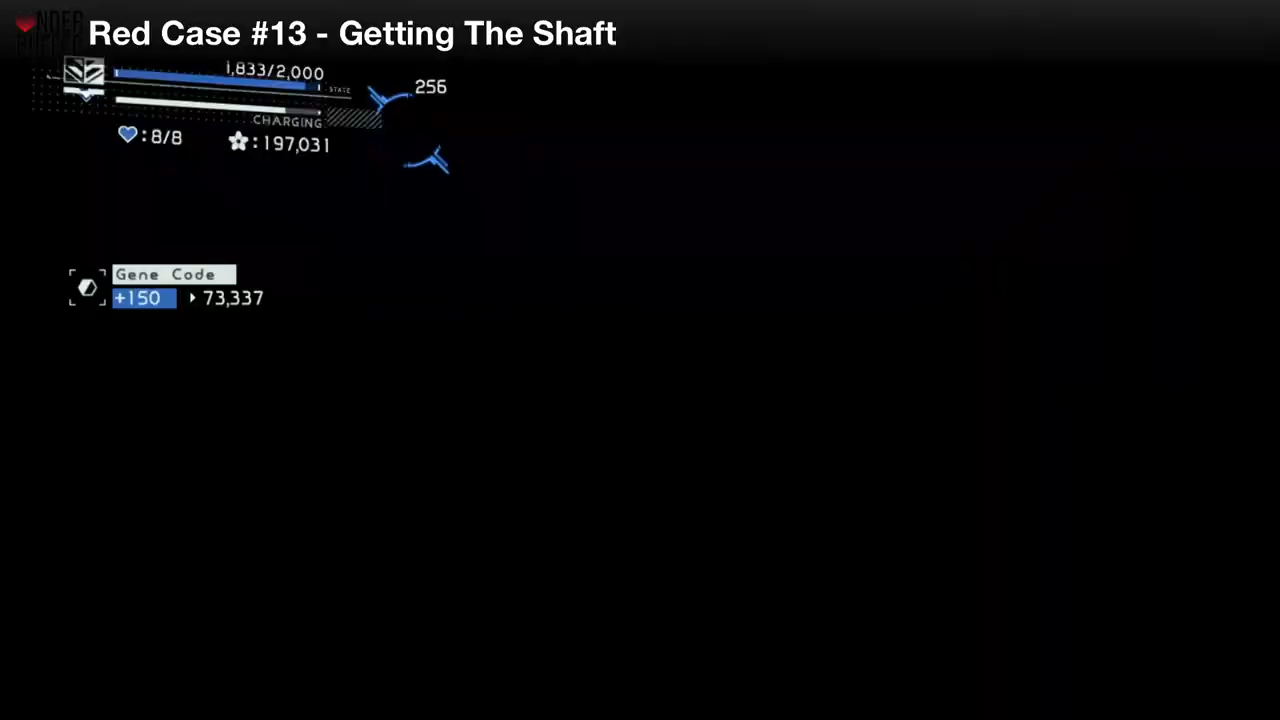 Red Case #13 - Getting The Shaft
1,833/2,000
STATE
256
CHARGING
:8/8
:197,031
Gene Code
+150
73,337